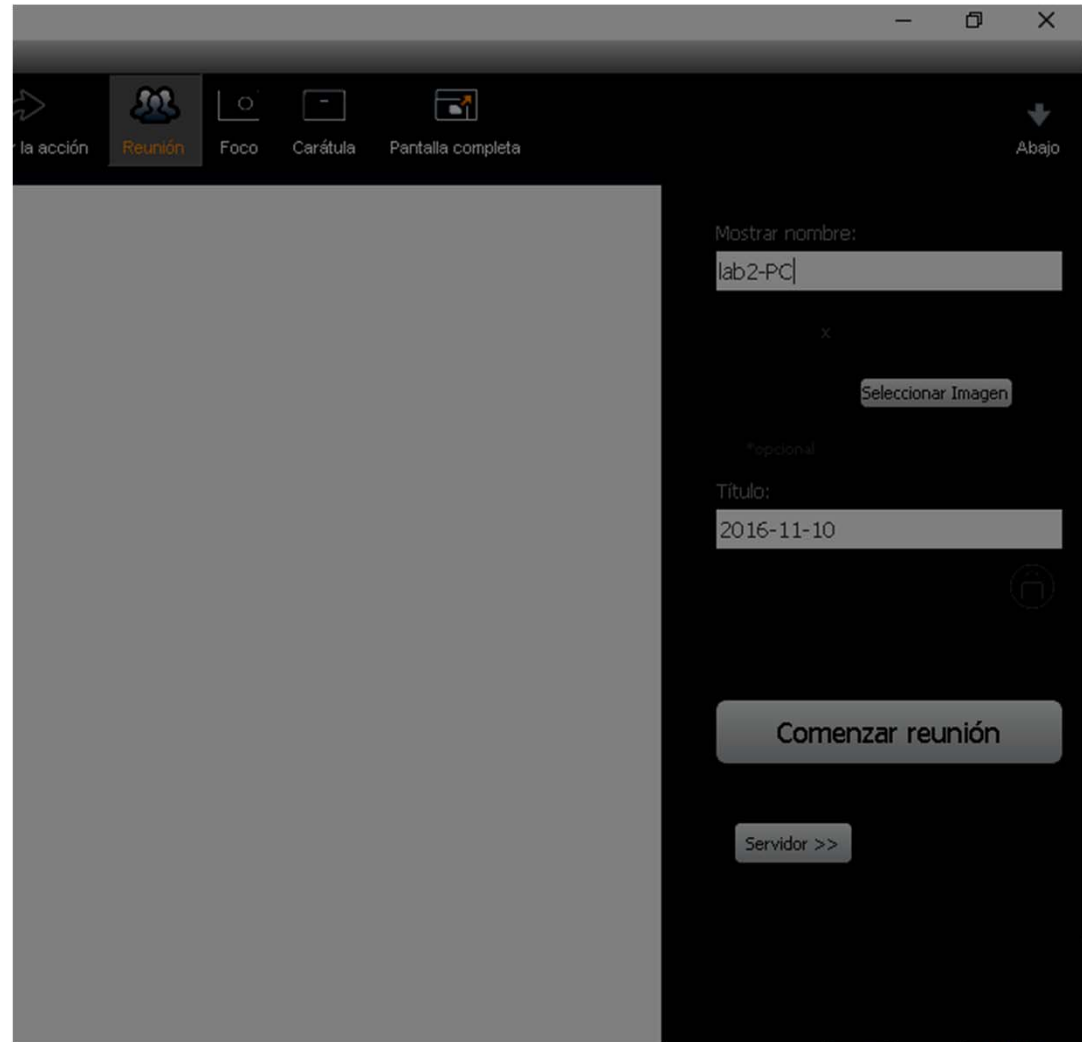 la acción Reunión Foco Carátula Pantalla completa Abajo
Mostrar nombre:
lab2-PC
x
Seleccionar Imagen
*opcional
Título:
2016-11-10
Comenzar reunión
Servidor >>